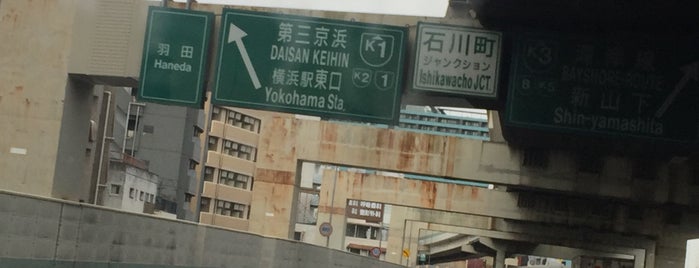 羽田
Haneda
第三京浜
DAISAN KEIHIN
K1
横浜駅東口
K2 1
Yokohama Sta.
石川町
ジャンクション
Ishikawacho JCT.
K3
湾岸線
BAYSHORE ROUTE
新山下
Shin-yamashita